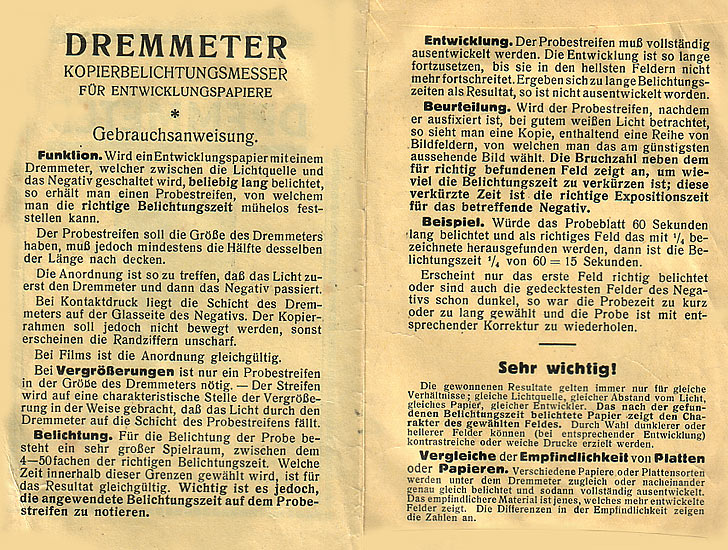 DREMMETER
KOPIERBELICHTUNGSMESSER
FÜR ENTWICKLUNGSPAPIERE
*
Gebrauchsanweisung.
Funktion. Wird ein Entwicklungspapier mit einem
Dremmeter, welcher zwischen die Lichtquelle und
das Negativ geschaltet wird, beliebig lang belichtet,
so erhält man einen Probestreifen, von welchem
man die richtige Belichtungszeit mühelos fest-
stellen kann.
Der Probestreifen soll die Größe des Dremmeters
haben, muß jedoch mindestens die Hälfte desselben
der Länge nach decken.
Die Anordnung ist so zu treffen, daß das Licht zu-
erst den Dremmeter und dann das Negativ passiert.
Bei Kontaktdruck liegt die Schicht des Drem-
meters auf der Glasseite des Negativs. Der Kopier-
rahmen soll jedoch nicht bewegt werden, sonst
erscheinen die Randziffern unscharf.
Bei Films ist die Anordnung gleichgültig.
Bei Vergrößerungen ist nur ein Probestreifen
in der Größe des Dremmeters nötig. — Der Streifen
wird auf eine charakteristische Stelle der Vergröße-
rung in der Weise gebracht, daß das Licht durch den
Dremmeter auf die Schicht des Probestreifens fällt.
Belichtung. Für die Belichtung der Probe be-
steht ein sehr großer Spielraum, zwischen dem
4—50fachen der richtigen Belichtungszeit. Welche
Zeit innerhalb dieser Grenzen gewählt wird, ist für
das Resultat gleichgültig. Wichtig ist es jedoch,
die angewendete Belichtungszeit auf dem Probe-
streifen zu notieren.
Entwicklung. Der Probestreifen muß vollständig
ausentwickelt werden. Die Entwicklung ist so lange
fortzusetzen, bis sie in den hellsten Feldern nicht
mehr fortschreitet. Ergeben sich zu lange Belichtungs-
zeiten als Resultat, so ist nicht ausentwickelt worden.
Beurteilung. Wird der Probestreifen, nachdem
er ausfixiert ist, bei gutem weißen Licht betrachtet,
so sieht man eine Kopie, enthaltend eine Reihe von
Bildfeldern, von welchen man das am günstigsten
aussehende Bild wählt. Die Bruchzahl neben dem
für richtig befundenen Feld zeigt an, um wie-
viel die Belichtungszeit zu verkürzen ist; diese
verkürzte Zeit ist die richtige Expositionszeit
für das betreffende Negativ.
Beispiel. Würde das Probeblatt 60 Sekunden
lang belichtet und als richtiges Feld das mit ¼ be-
zeichnete herausgefunden werden, dann ist die Be-
lichtungszeit ¼ von 60 = 15 Sekunden.
Erscheint nur das erste Feld richtig belichtet
oder sind auch die gedecktesten Felder des Nega-
tivs schon dunkel, so war die Probezeit zu kurz
oder zu lang gewählt und die Probe ist mit ent-
sprechender Korrektur zu wiederholen.
Sehr wichtig!
Die gewonnenen Resultate gelten immer nur für gleiche
Verhältnisse; gleiche Lichtquelle, gleicher Abstand vom Licht,
gleiches Papier, gleicher Entwickler. Das nach der gefun-
denen Belichtungszeit belichtete Papier zeigt den Cha-
rakter des gewählten Feldes. Durch Wahl dunklerer oder
hellerer Felder können (bei entsprechender Entwicklung)
kontrastreiche oder weiche Drucke erzielt werden.
Vergleiche der Empfindlichkeit von Platten
oder Papieren. Verschiedene Papiere oder Plattensorten
werden unter dem Dremmeter zugleich oder nacheinander
genau gleich belichtet und sodann vollständig ausentwickelt.
Das empfindlichere Material ist jenes, welches mehr entwickelte
Felder zeigt. Die Differenzen in der Empfindlichkeit zeigen
die Zahlen an.